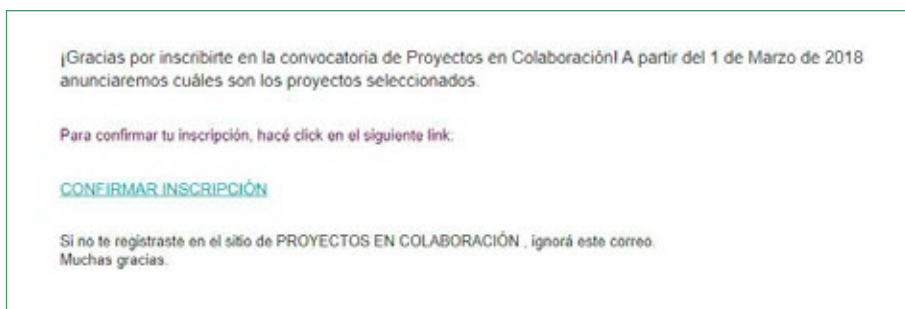 ¡Gracias por inscribirte en la convocatoria de Proyectos en Colaboración! A partir del 1 de Marzo de 2018
anunciaremos cuáles son los proyectos seleccionados.
Para confirmar tu inscripción, hacé click en el siguiente link:
CONFIRMAR INSCRIPCIÓN
Si no te registraste en el sitio de PROYECTOS EN COLABORACIÓN , ignorá este correo.
Muchas gracias.